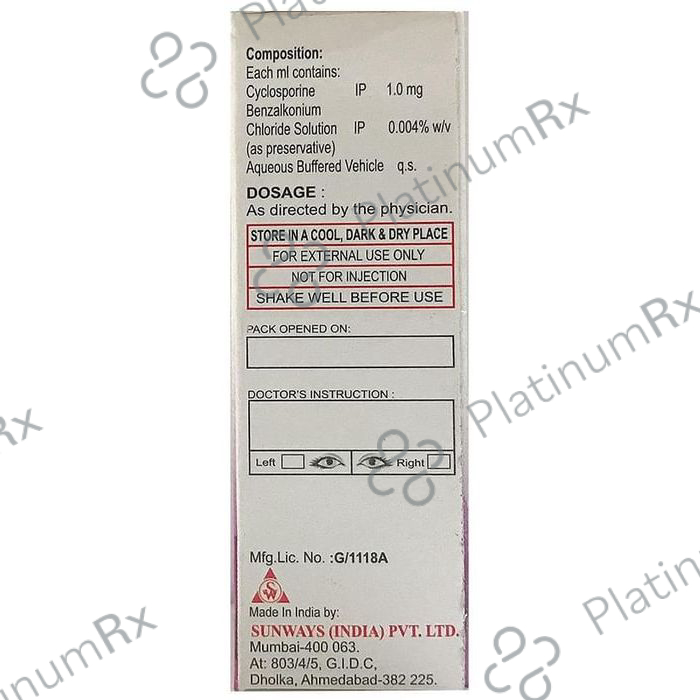 Composition:
Each ml contains:
Cyclosporine IP 1.0 mg
Benzalkonium
Chloride Solution IP 0.004% w/v
(as preservative)
Aqueous Buffered Vehicle q.s.
DOSAGE :
As directed by the physician.
STORE IN A COOL, DARK & DRY PLACE
FOR EXTERNAL USE ONLY
NOT FOR INJECTION
SHAKE WELL BEFORE USE
PACK OPENED ON:
DOCTOR'S INSTRUCTION :
Left Right
Mfg.Lic. No. :G/1118A
SW
Made In India by:
SUNWAYS (INDIA) PVT. LTD.
Mumbai-400 063.
At: 803/4/5, G.I.D.C,
Dholka, Ahmedabad-382 225.
PlatinumRx
PlatinumRx
PlatinumRx
Rx
PlatinumRx
inumRx